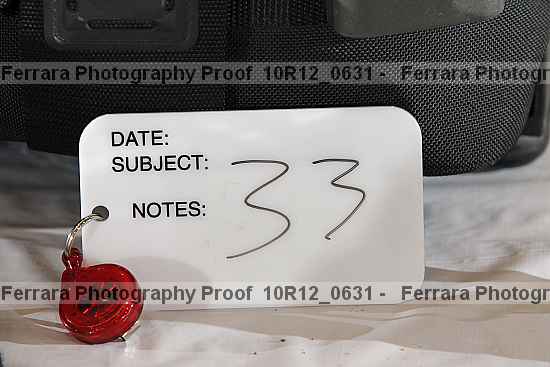 Ferrara Photography Proof 10R12_0631 - Ferrara Photogr
DATE:
SUBJECT: 33
NOTES:
Ferrara Photography Proof 10R12_0631 - Ferrara Photogr